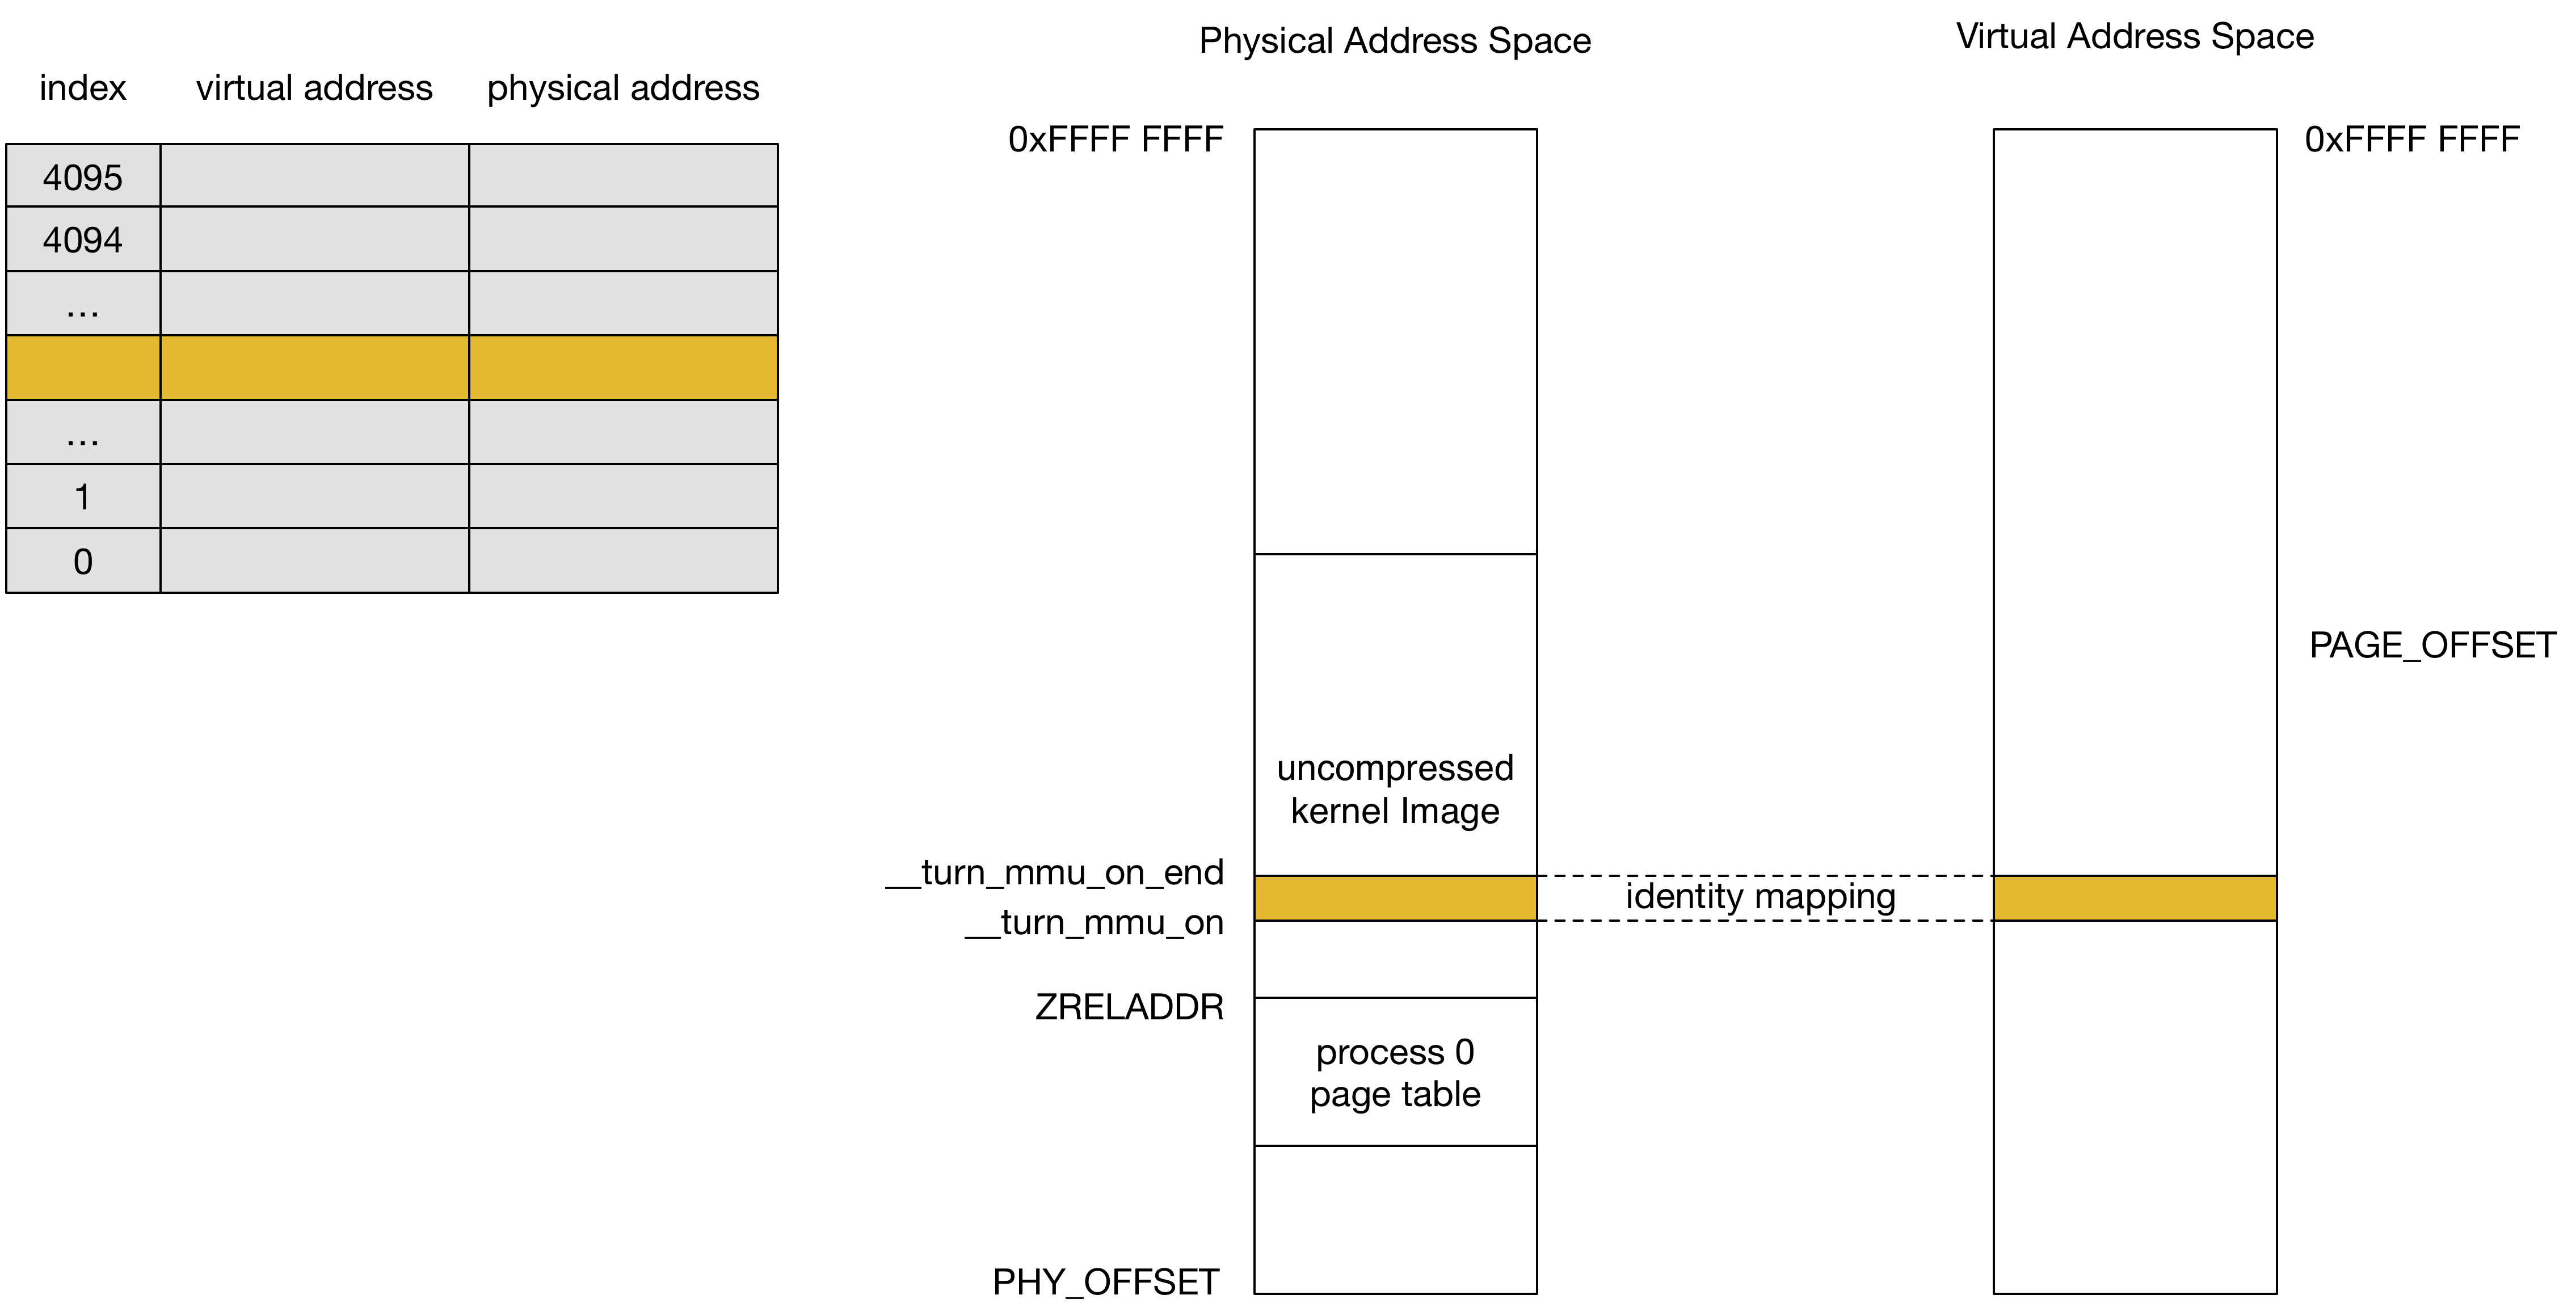 Physical Address Space
Virtual Address Space
index
virtual address
physical address
0xFFFF FFFF
0xFFFF FFFF
4095
4094
...
...
1
0
PAGE_OFFSET
uncompressed
kernel Image
__turn_mmu_on_end
identity mapping
__turn_mmu_on
ZRELADDR
process 0
page table
PHY_OFFSET